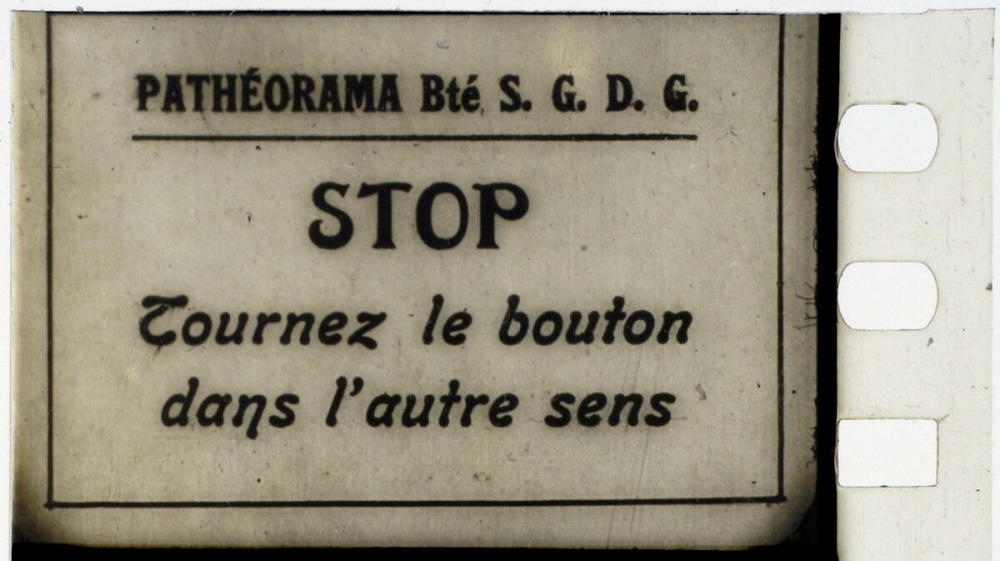 PATHÉORAMA Bté S. G. D. G.
STOP
Tournez le bouton
dans l'autre sens